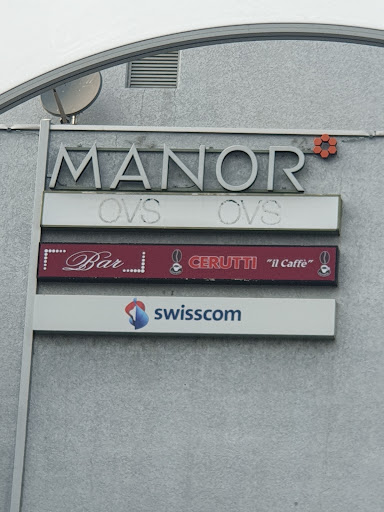 MANOR
OVS OVS
Bar CERUTTI "il Caffè"
swisscom